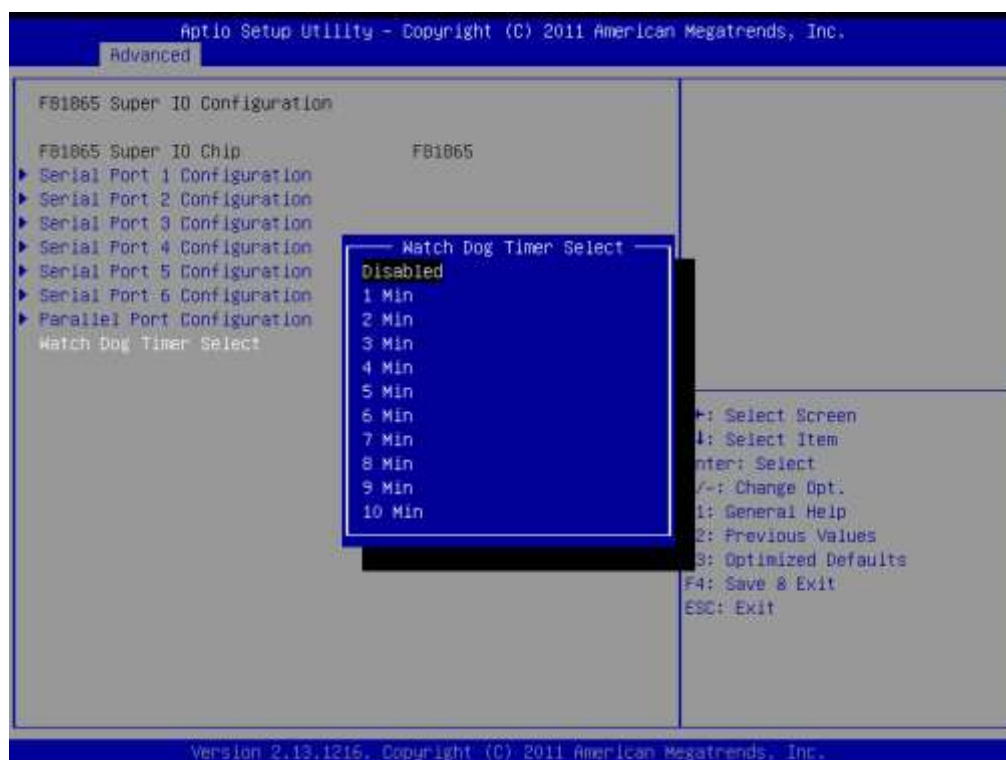 Aptio Setup Utility - Copyright (C) 2011 American Megatrends, Inc.
Advanced
F81865 Super IO Configuration
F81865 Super IO Chip F81865
Serial Port 1 Configuration
Serial Port 2 Configuration
Serial Port 3 Configuration
Serial Port 4 Configuration
Serial Port 5 Configuration
Serial Port 6 Configuration
Parallel Port Configuration
Watch Dog Timer Select
Watch Dog Timer Select
Disabled
1 Min
2 Min
3 Min
4 Min
5 Min
6 Min
7 Min
8 Min
9 Min
10 Min
: Select Screen
: Select Item
nter: Select
/-: Change Opt.
1: General Help
2: Previous Values
3: Optimized Defaults
F4: Save & Exit
ESC: Exit
Version 2.13.1216. Copyright (C) 2011 American Megatrends, Inc.